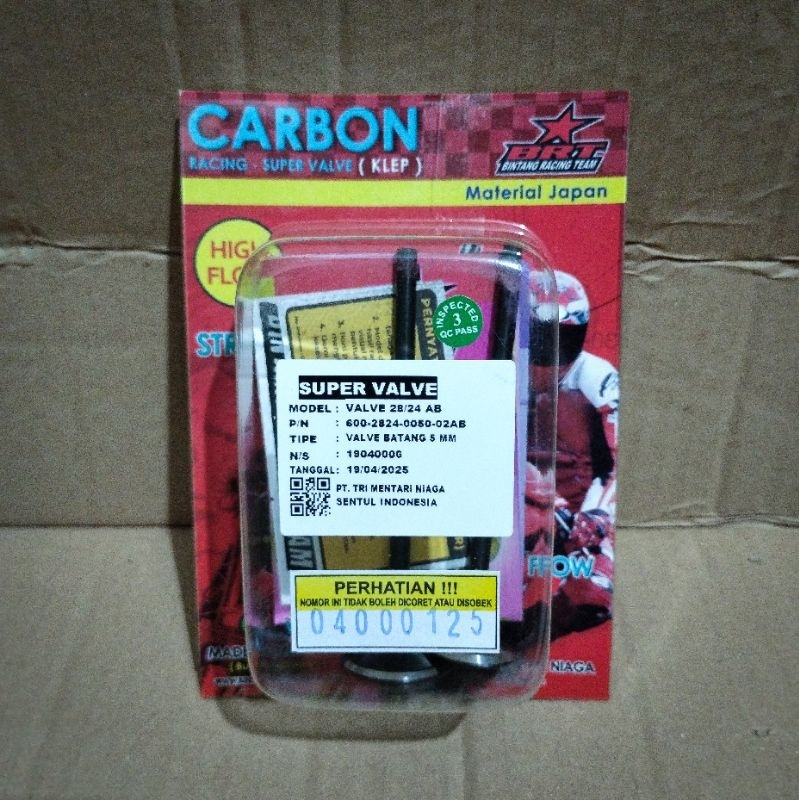 CARBON
RACING - SUPER VALVE ( KLEP )
BRT
BINTANG RACING TEAM
Material Japan
HIGH
FLOW
INSPECTED
3
QC PASS
SUPER VALVE
MODEL : VALVE 28/24 AB
P/N : 600-2824-0050-02AB
TIPE : VALVE BATANG 5 MM
N/S : 19040006
TANGGAL : 19/04/2025
PT. TRI MENTARI NIAGA
SENTUL INDONESIA
PERHATIAN !!!
NOMOR INI TIDAK BOLEH DICORET ATAU DISOBEK
04000125
NIAGA